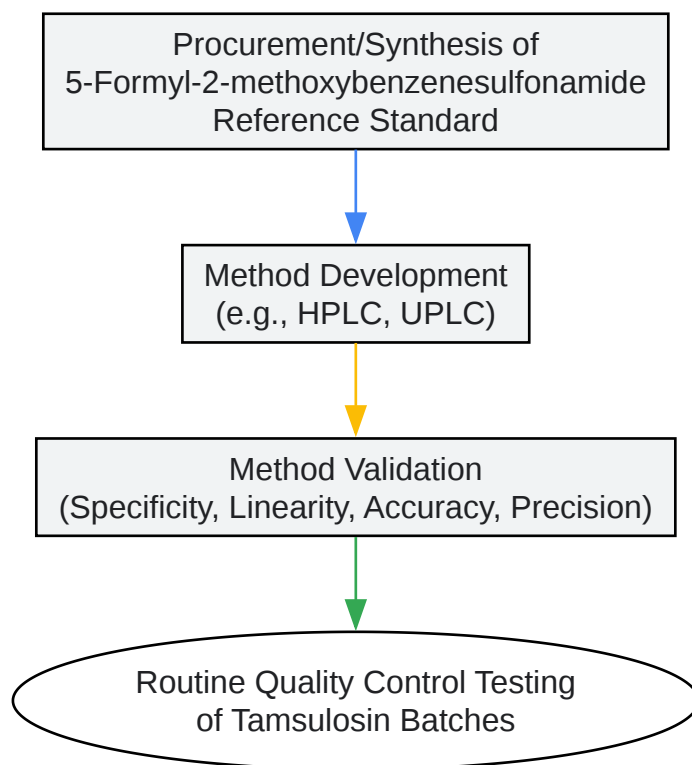 Procurement/Synthesis of
5-Formyl-2-methoxybenzenesulfonamide
Reference Standard
Method Development
(e.g., HPLC, UPLC)
Method Validation
(Specificity, Linearity, Accuracy, Precision)
Routine Quality Control Testing
of Tamsulosin Batches